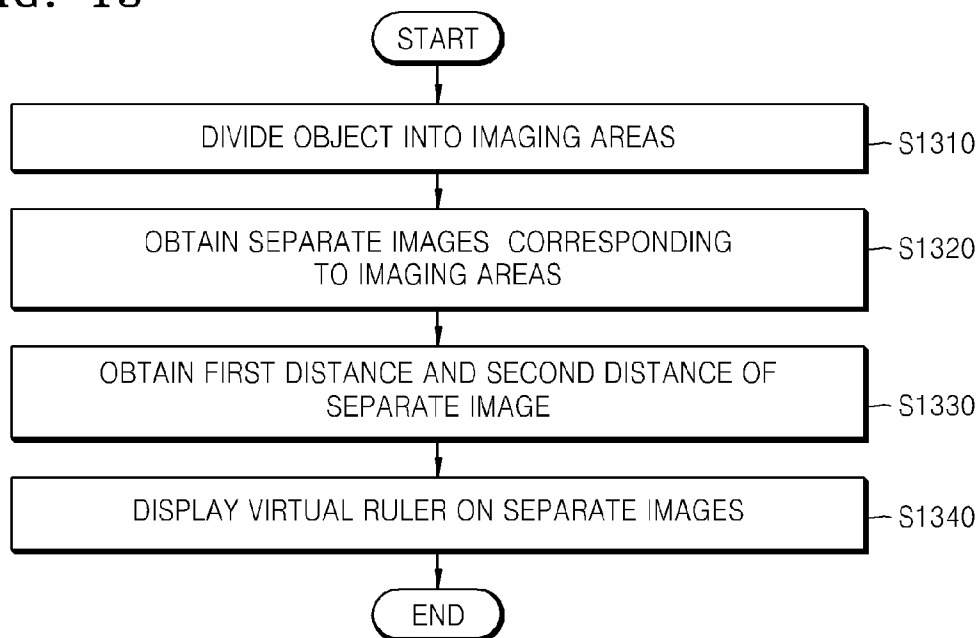 START
DIVIDE OBJECT INTO IMAGING AREAS
S1310
OBTAIN SEPARATE IMAGES CORRESPONDING
TO IMAGING AREAS
S1320
OBTAIN FIRST DISTANCE AND SECOND DISTANCE OF
SEPARATE IMAGE
S1330
DISPLAY VIRTUAL RULER ON SEPARATE IMAGES
S1340
END